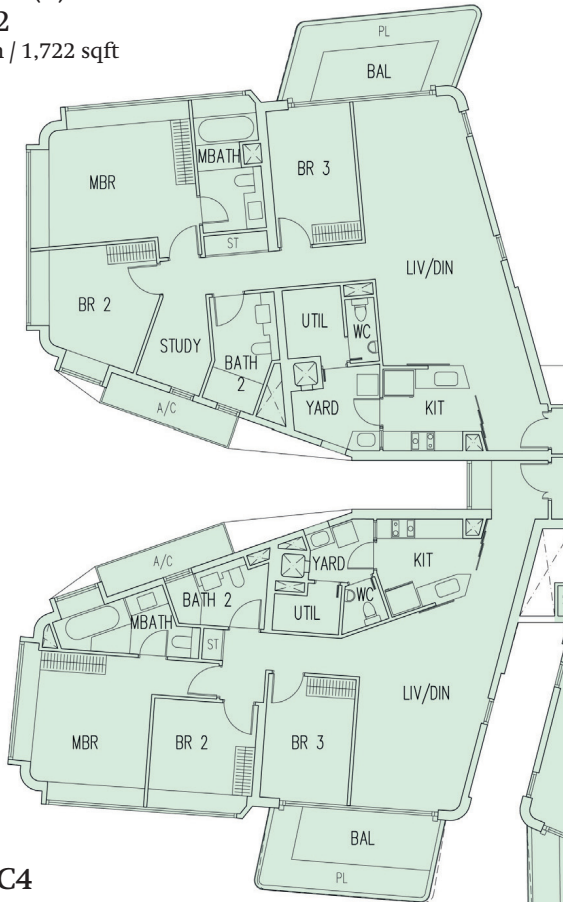 2
/ 1,722 sqft
PL
BAL
MBATH
BR 3
MBR
ST
LIV/DIN
BR 2
UTIL
WC
STUDY
BATH
2
YARD
KIT
A/C
A/C
YARD
KIT
BATH 2
WC
MBATH
UTIL
ST
LIV/DIN
MBR
BR 2
BR 3
BAL
PL
C4